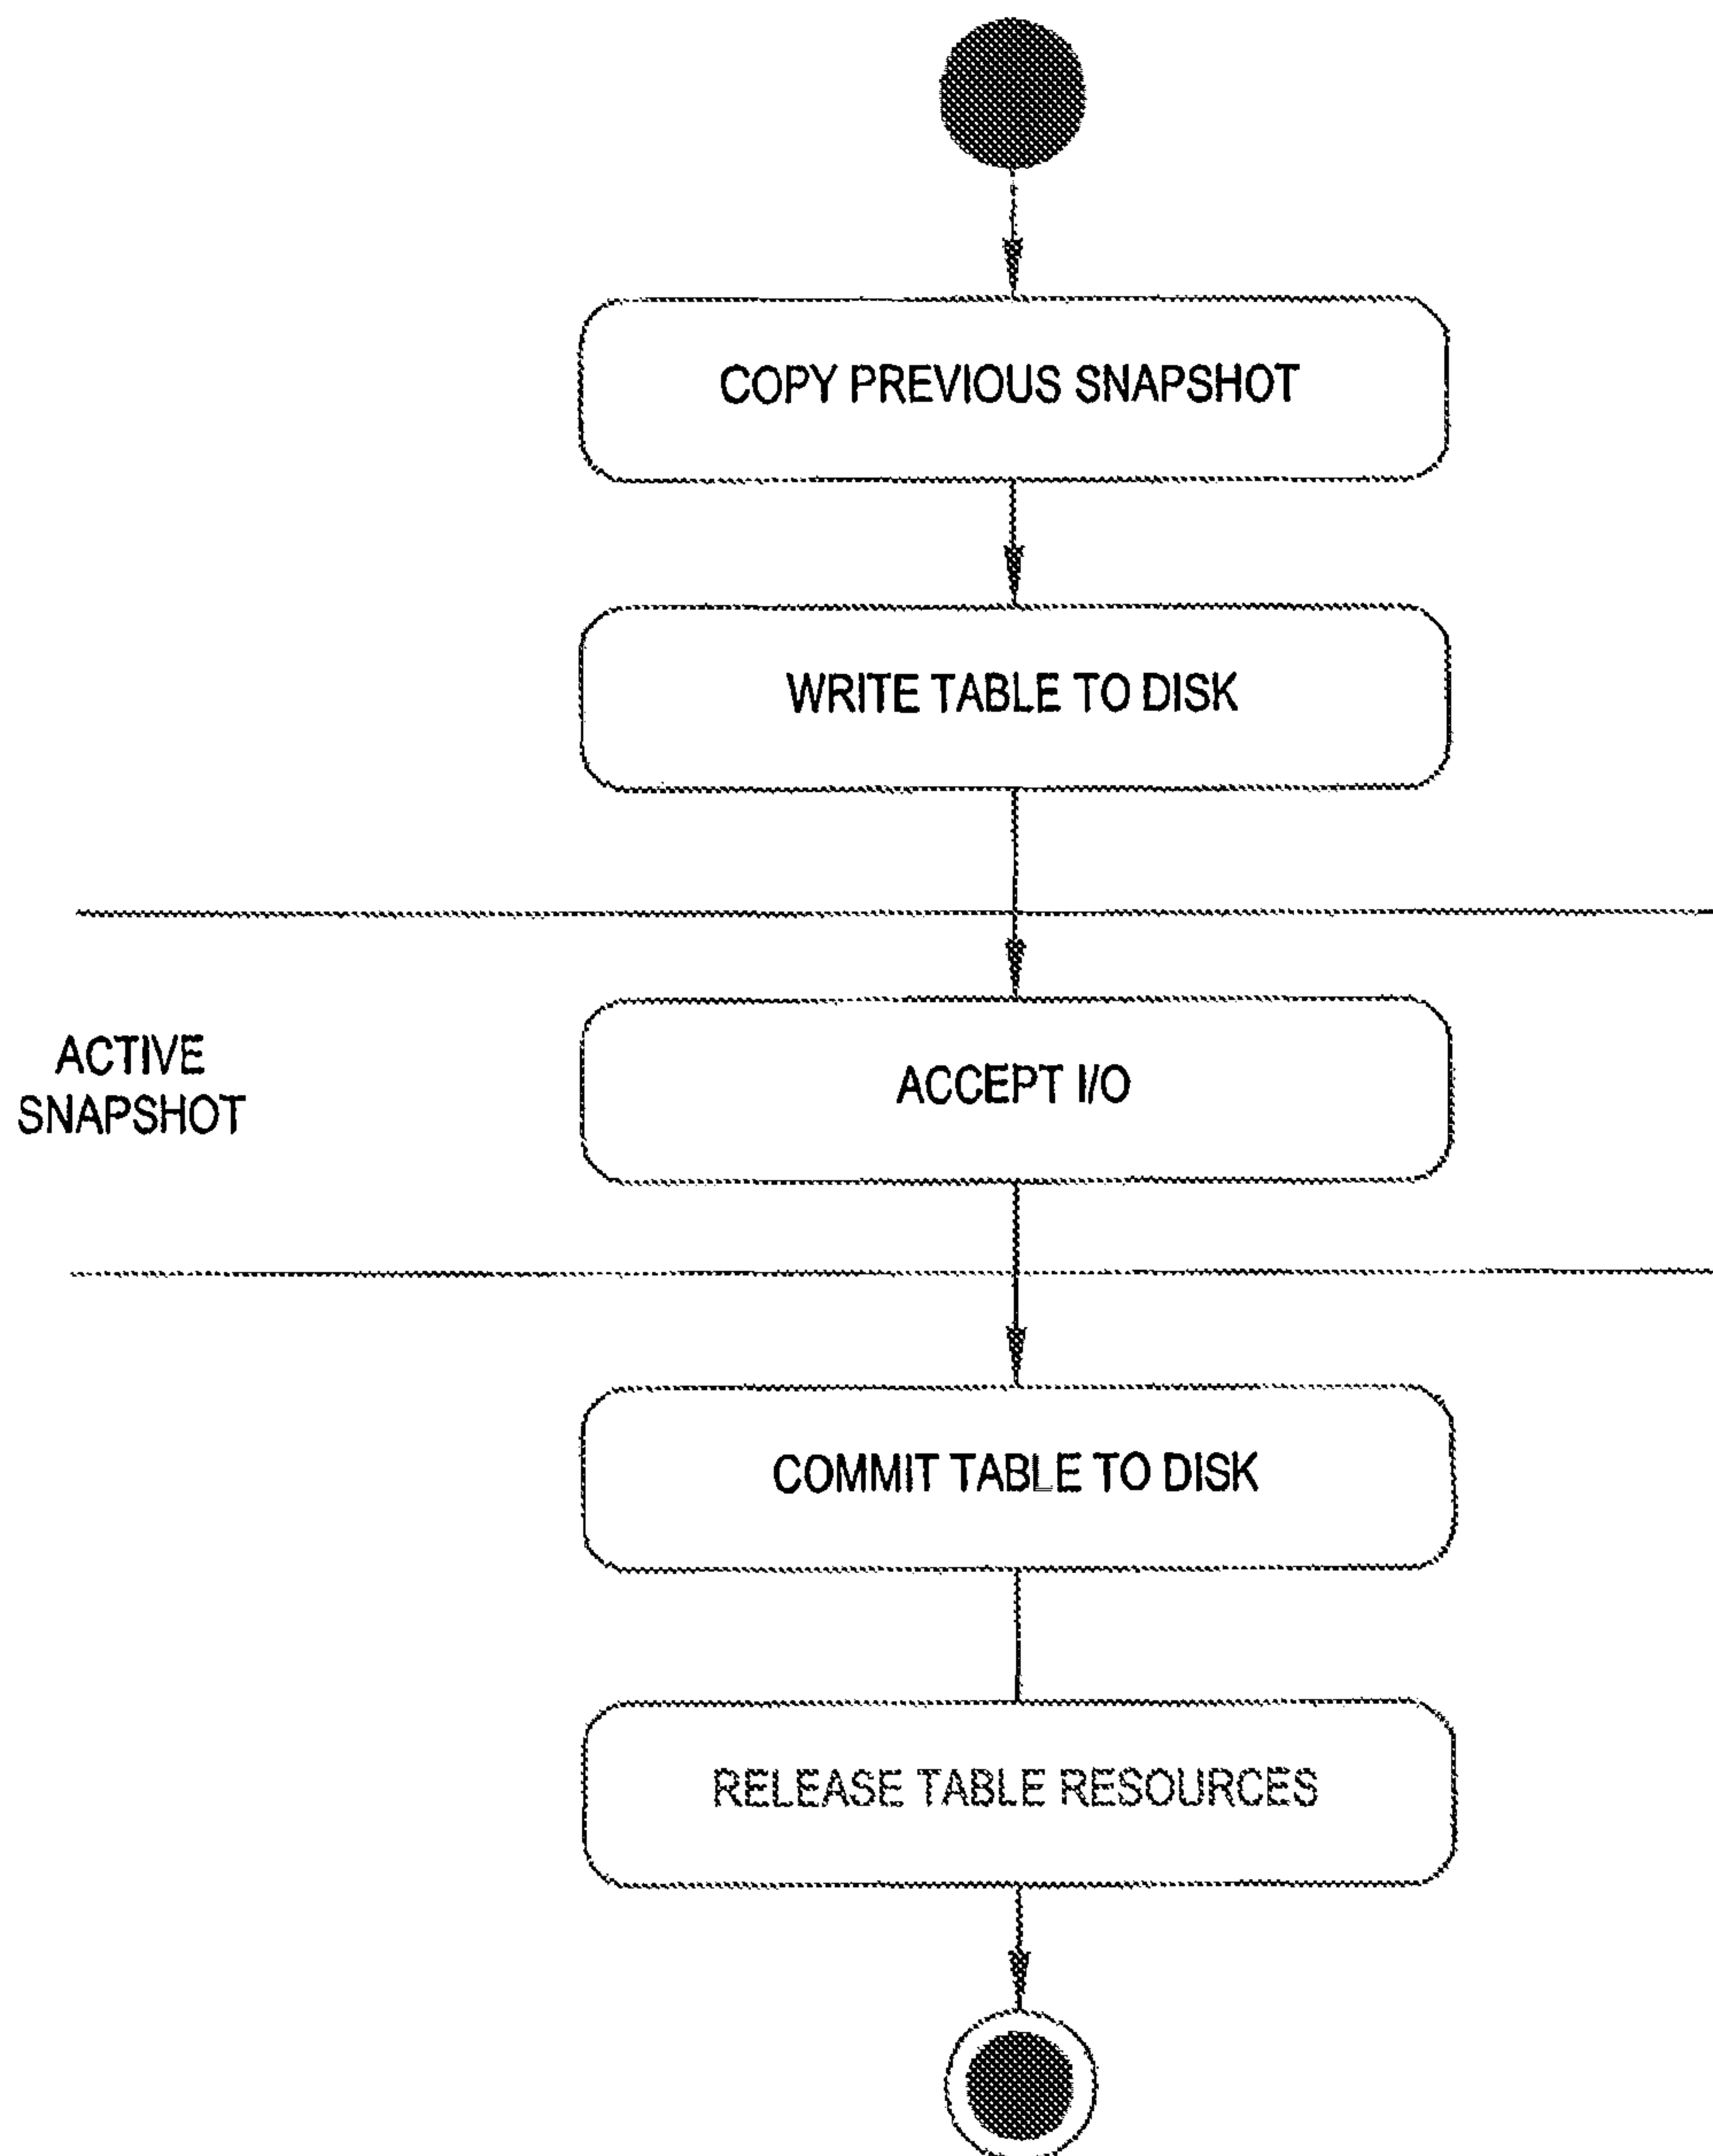 COPY PREVIOUS SNAPSHOT
WRITE TABLE TO DISK
ACTIVE
SNAPSHOT
ACCEPT I/O
COMMIT TABLE TO DISK
RELEASE TABLE RESOURCES